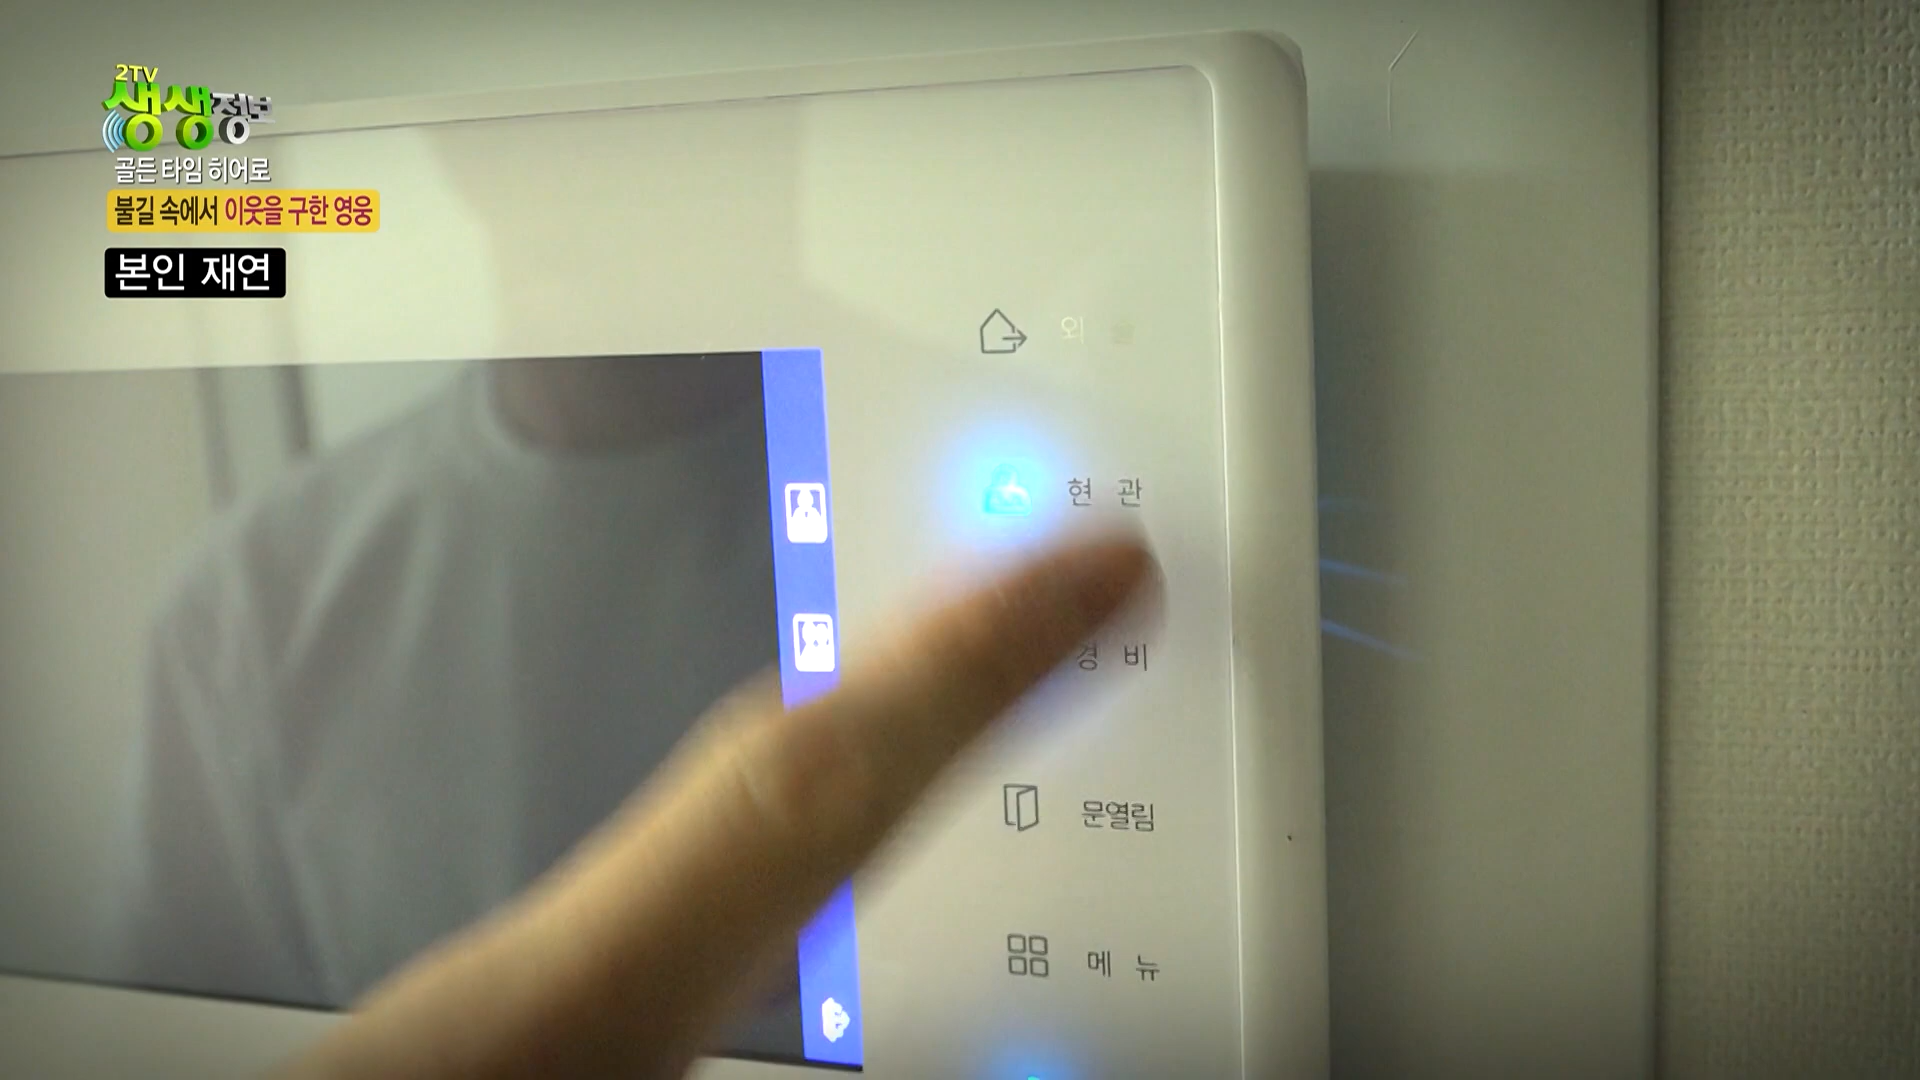 2TV
생생정보
골든 타임 히어로
불길 속에서 이웃을 구한 영웅
본인 재연
외
현 관
경 비
문열림
메 뉴